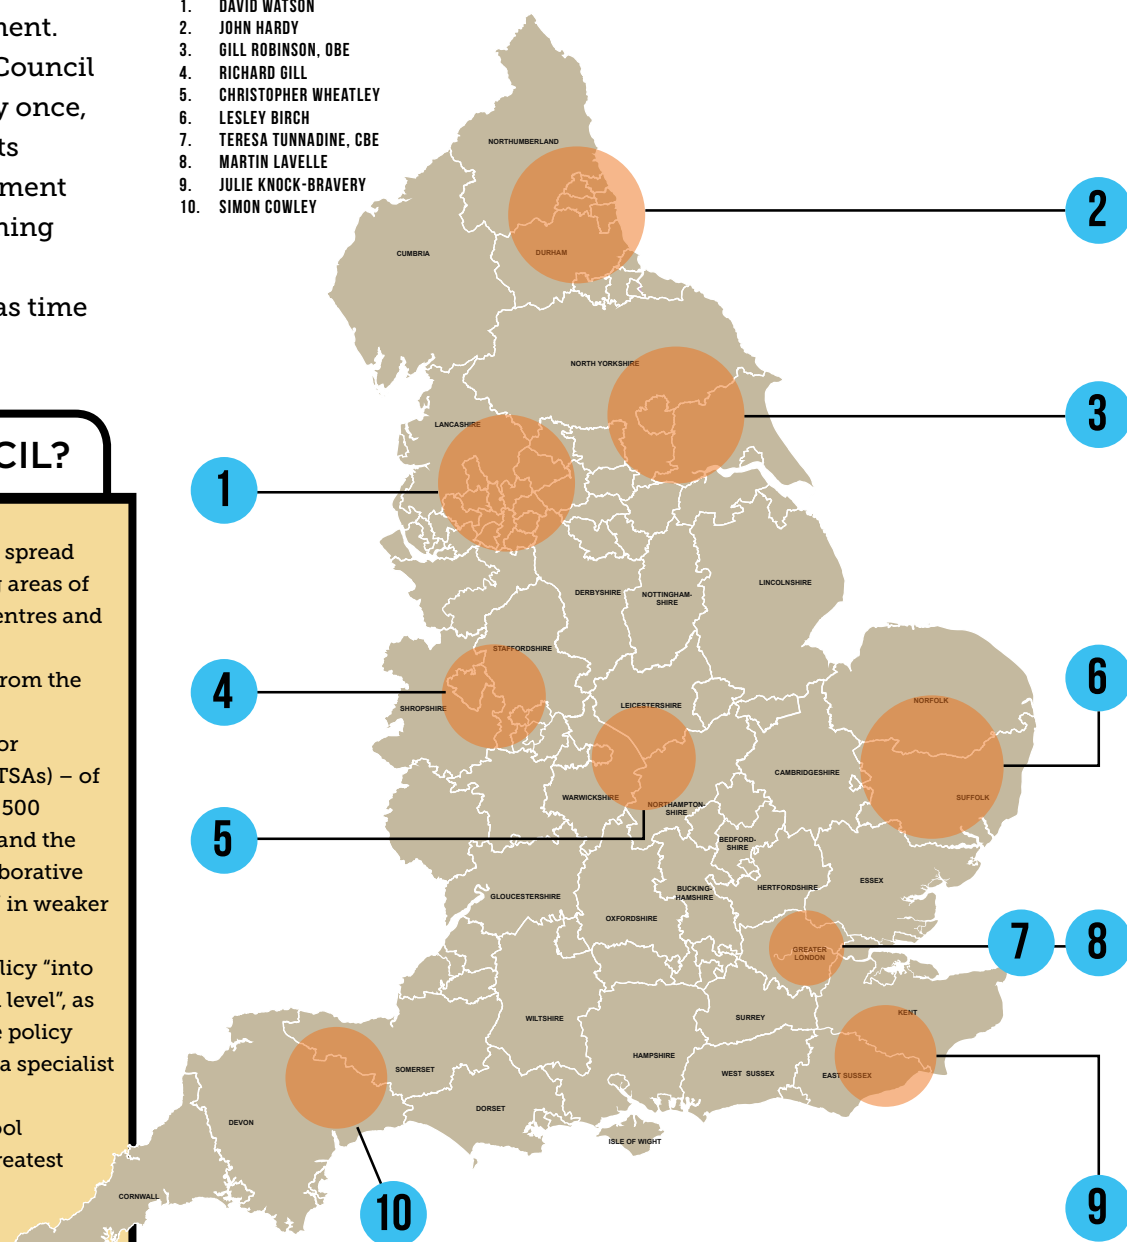 nent.
Council
y once,
ts
ment
ning
as time
CIL?
spread
g areas of
entres and
rom the
or
TSAs) – of
500
and the
borative
’ in weaker
licy “into
l level”, as
e policy
a specialist
ool
reatest
1. DAVID WATSON
2. JOHN HARDY
3. GILL ROBINSON, OBE
4. RICHARD GILL
5. CHRISTOPHER WHEATLEY
6. LESLEY BIRCH
7. TERESA TUNNADINE, CBE
8. MARTIN LAVELLE
9. JULIE KNOCK-BRAVERY
10. SIMON COWLEY
NORTHUMBERLAND
2
CUMBRIA
DURHAM
NORTH YORKSHIRE
3
LANCASHIRE
1
LINCOLNSHIRE
DERBYSHIRE
NOTTINGHAM-
SHIRE
STAFFORDSHIRE
6
4
NORFOLK
SHROPSHIRE
LEICESTERSHIRE
CAMBRIDGESHIRE
WARWICKSHIRE
SUFFOLK
NORTHAMPTON-
SHIRE
5
BEDFORD-
SHIRE
ESSEX
HERTFORDSHIRE
BUCKING-
HAMSHIRE
GLOUCESTERSHIRE
OXFORDSHIRE
7
8
GREATER
LONDON
KENT
WILTSHIRE
SURREY
HAMPSHIRE
SOMERSET
WEST SUSSEX
EAST SUSSEX
DORSET
DEVON
ISLE OF WIGHT
CORNWALL
9
10